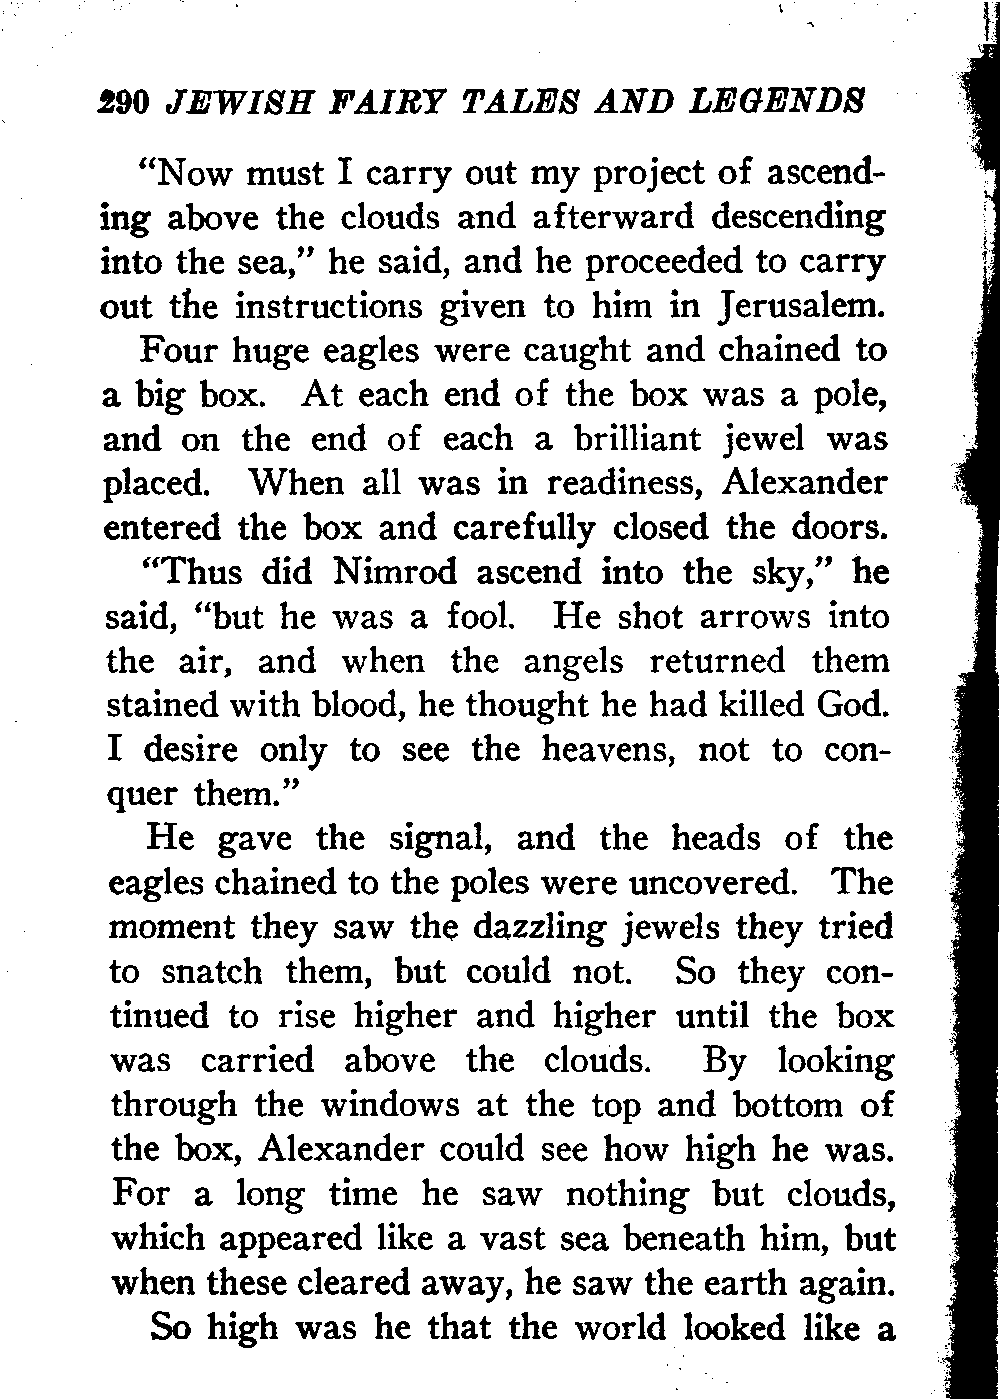 290 JEWISH FAIRY TALES AND LEGENDS
“Now must I carry out my project of ascend-
ing above the clouds and afterward descending
into the sea,” he said, and he proceeded to carry
out the instructions given to him in Jerusalem.
Four huge eagles were caught and chained to
a big box. At each end of the box was a pole,
and on the end of each a brilliant jewel was
placed. When all was in readiness, Alexander
entered the box and carefully closed the doors.
“Thus did Nimrod ascend into the sky,” he
said, “but he was a fool. He shot arrows into
the air, and when the angels returned them
stained with blood, he thought he had killed God.
I desire only to see the heavens, not to con-
quer them.”
He gave the signal, and the heads of the
eagles chained to the poles were uncovered. The
moment they saw the dazzling jewels they tried
to snatch them, but could not. So they con-
tinued to rise higher and higher until the box
was carried above the clouds. By looking
through the windows at the top and bottom of
the box, Alexander could see how high he was.
For a long time he saw nothing but clouds,
which appeared like a vast sea beneath him, but
when these cleared away, he saw the earth again.
So high was he that the world looked like a